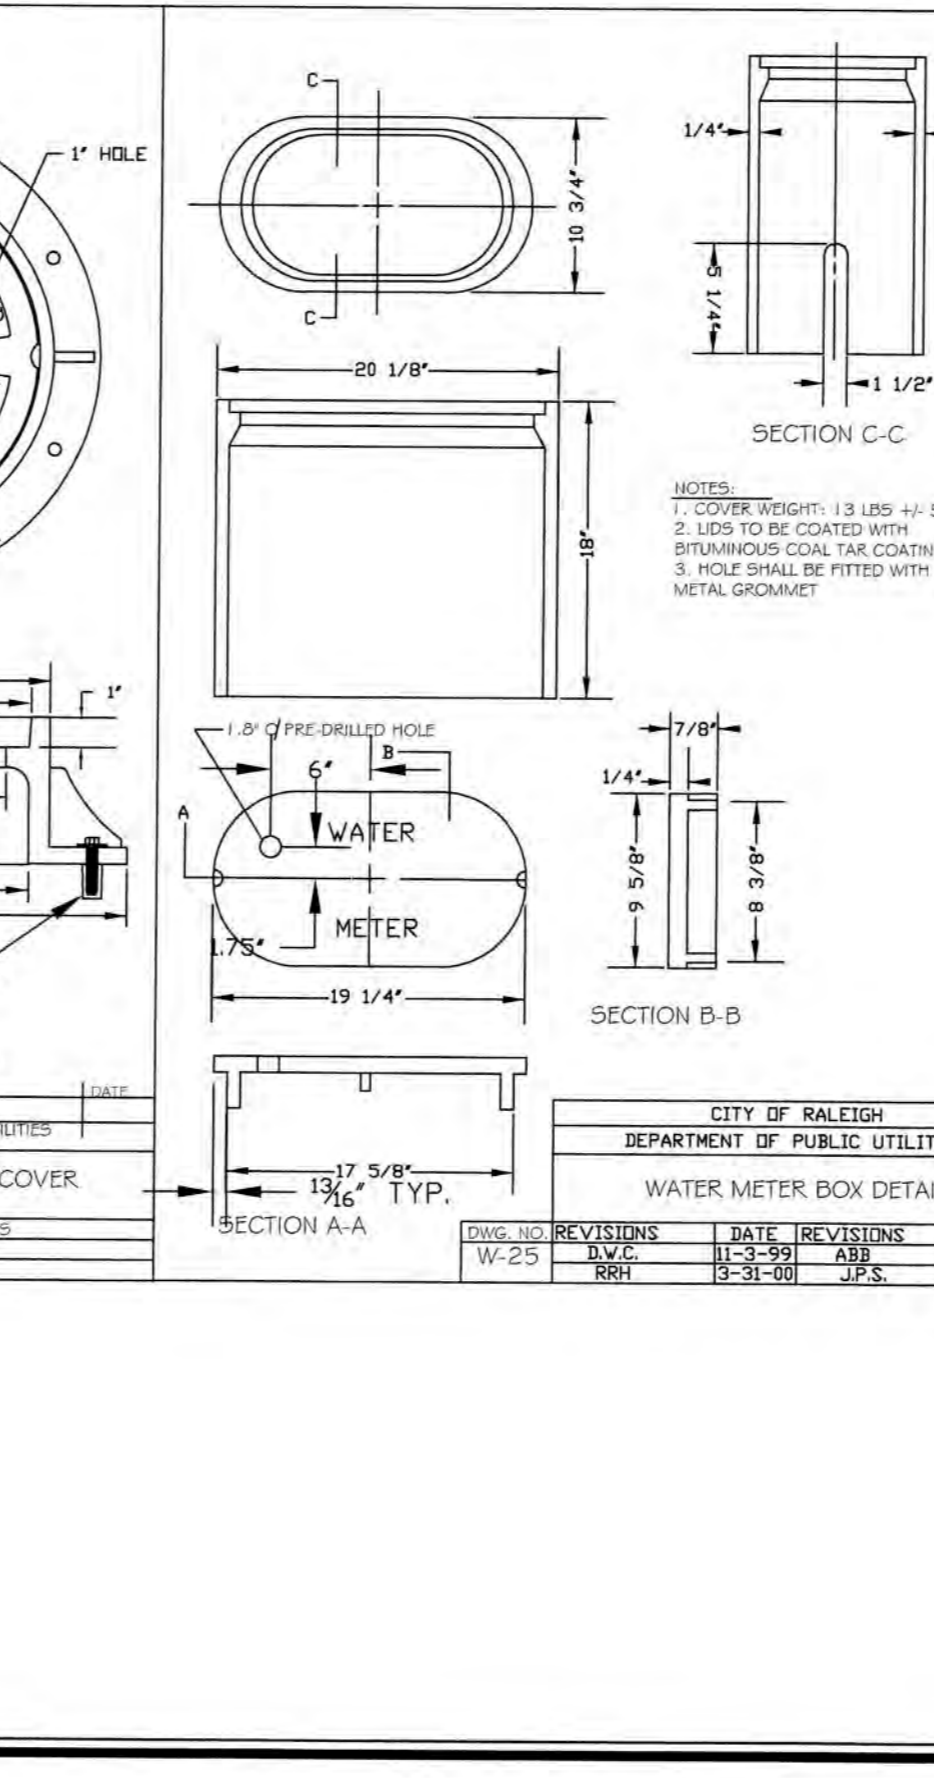 1" HOLE
1"
DATE
ILITIES
COVER
S
C
C
10 3/4"
20 1/8"
18"
1/4"
5 1/4"
1 1/2"
SECTION C-C
NOTES:
1. COVER WEIGHT: 13 LBS +/-
2. LIDS TO BE COATED WITH
BITUMINOUS COAL TAR COATIN
3. HOLE SHALL BE FITTED WITH
METAL GROMMET
1.8" PRE-DRILLED HOLE
B
6"
A
WATER
METER
1.75"
19 1/4"
7/8"
1/4"
9 5/8"
8 3/8"
SECTION B-B
17 5/8"
13/16" TYP.
SECTION A-A
CITY OF RALEIGH
DEPARTMENT OF PUBLIC UTILIT
WATER METER BOX DETAI
DWG. NO. REVISIONS DATE REVISIONS
W-25 D.W.C. 11-3-99 ABB
RRH 3-31-00 J.P.S.